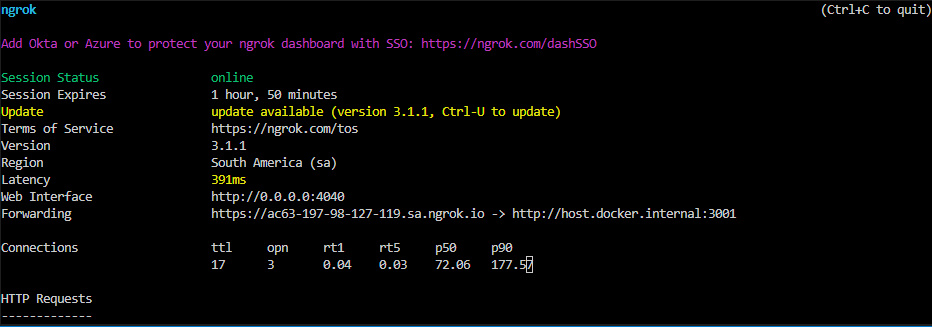 ngrok (Ctrl+C to quit)
Add Okta or Azure to protect your ngrok dashboard with SSO: https://ngrok.com/dashSSO
Session Status online
Session Expires 1 hour, 50 minutes
Update update available (version 3.1.1, Ctrl-U to update)
Terms of Service https://ngrok.com/tos
Version 3.1.1
Region South America (sa)
Latency 391ms
Web Interface http://0.0.0.0:4040
Forwarding https://ac63-197-98-127-119.sa.ngrok.io -> http://host.docker.internal:3001
Connections ttl opn rt1 rt5 p50 p90
17 3 0.04 0.03 72.06 177.57
HTTP Requests
-------------